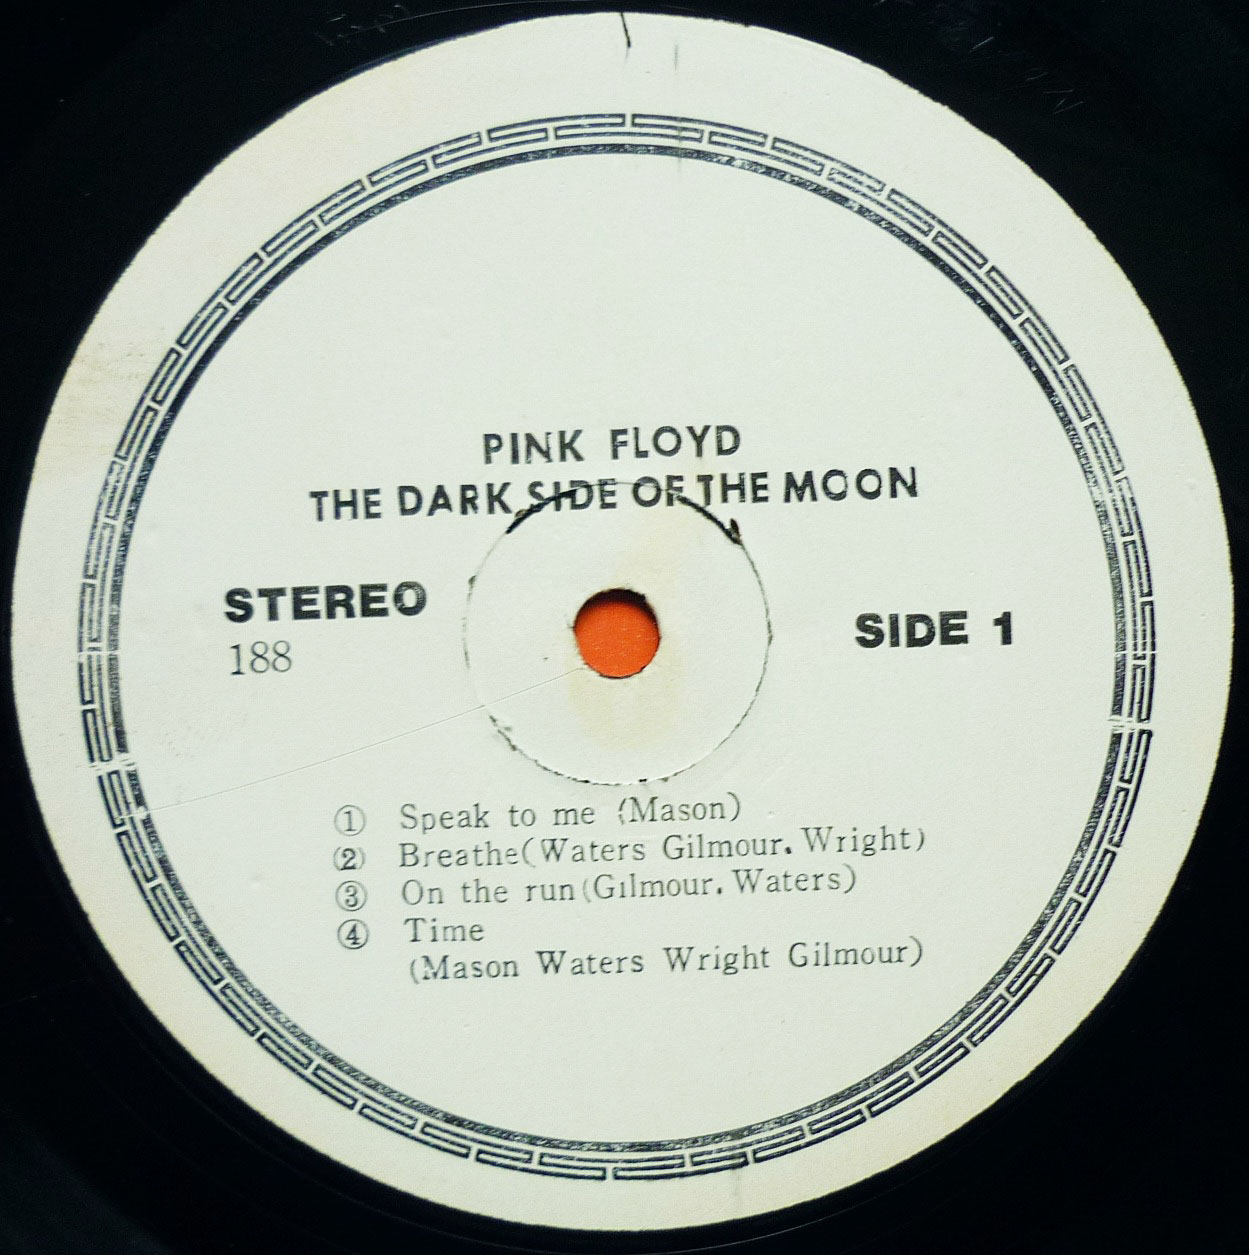 PINK FLOYD
THE DARK SIDE OF THE MOON
STEREO
188
SIDE 1
① Speak to me (Mason)
② Breathe(Waters Gilmour. Wright)
③ On the run(Gilmour. Waters)
④ Time
(Mason Waters Wright Gilmour)